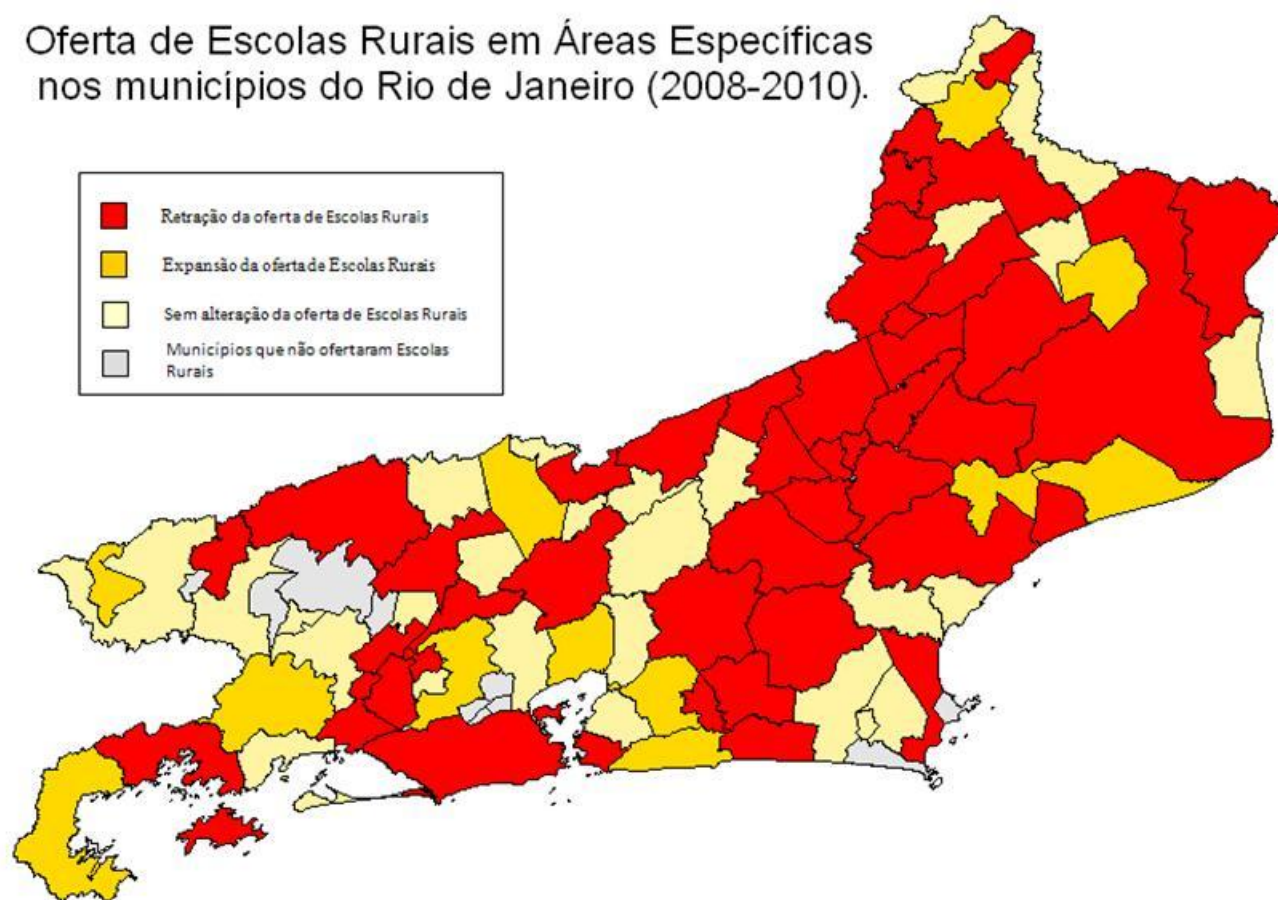 Oferta de Escolas Rurais em Áreas Específicas
nos municípios do Rio de Janeiro (2008-2010).
Retração da oferta de Escolas Rurais
Expansão da oferta de Escolas Rurais
Sem alteração da oferta de Escolas Rurais
Municípios que não ofertaram Escolas
Rurais